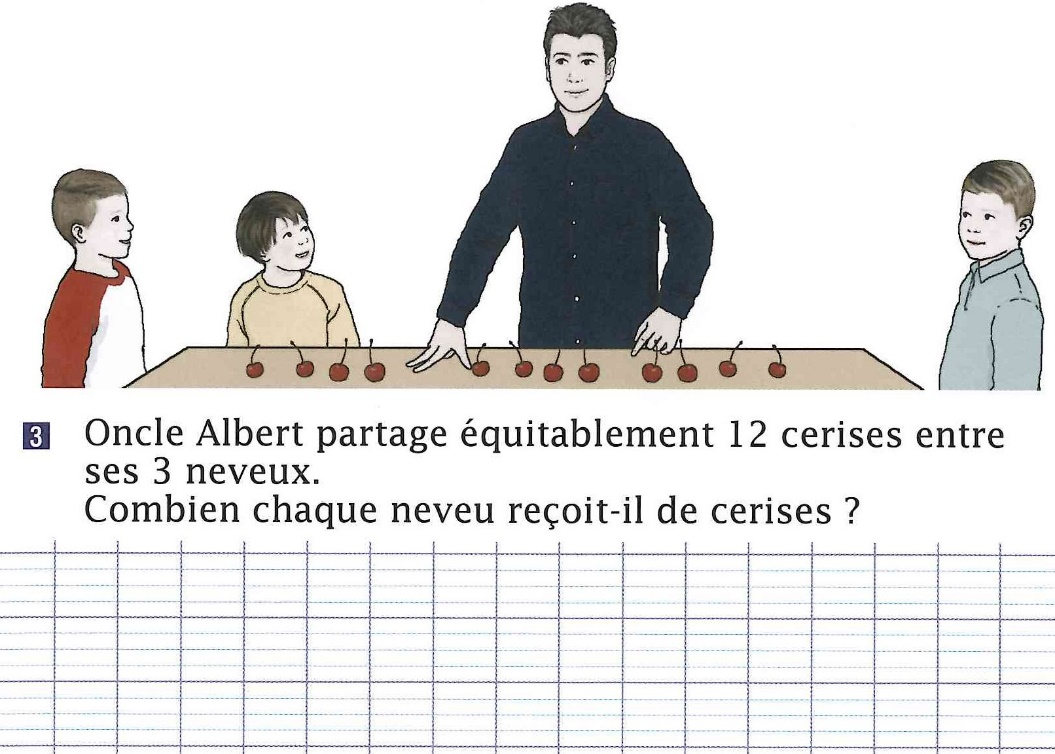 3 Oncle Albert partage équitablement 12 cerises entre
ses 3 neveux.
Combien chaque neveu reçoit-il de cerises ?